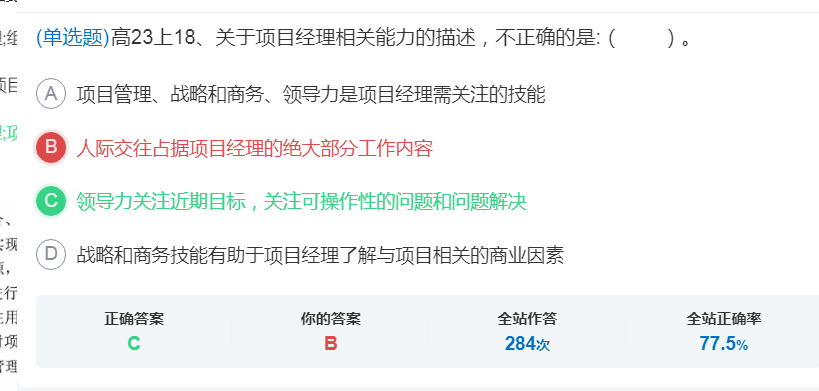 (单选题)高23上18、关于项目经理相关能力的描述，不正确的是:（　　）。
A 项目管理、战略和商务、领导力是项目经理需关注的技能
B 人际交往占据项目经理的绝大部分工作内容
C 领导力关注近期目标，关注可操作性的问题和问题解决
D 战略和商务技能有助于项目经理了解与项目相关的商业因素
正确答案 你的答案 全站作答 全站正确率
C B 284次 77.5%